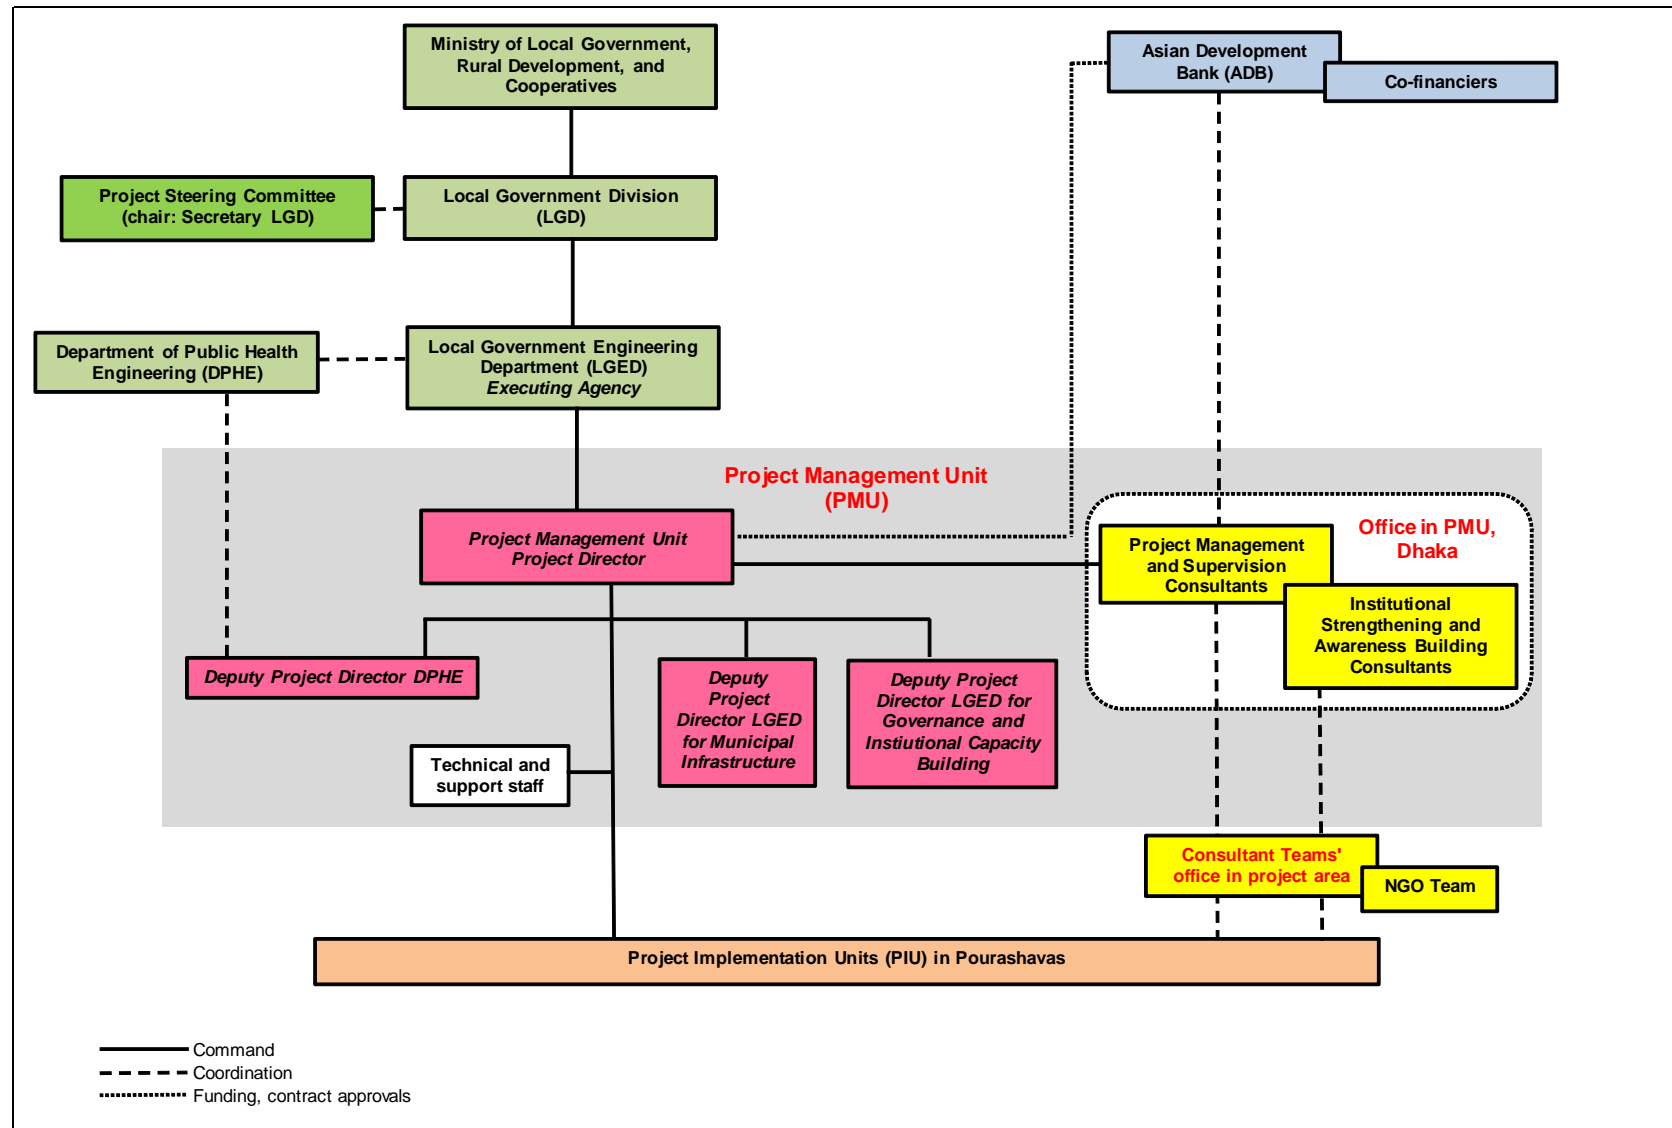 Ministry of Local Government,
Rural Development, and
Cooperatives
Asian Development
Bank (ADB)
Co-financiers
Project Steering Committee
(chair: Secretary LGD)
Local Government Division
(LGD)
Department of Public Health
Engineering (DPHE)
Local Government Engineering
Department (LGED)
Executing Agency
Project Management Unit
(PMU)
Project Management Unit
Project Director
Office in PMU,
Dhaka
Project Management
and Supervision
Consultants
Institutional
Strengthening and
Awareness Building
Consultants
Deputy Project Director DPHE
Deputy
Project
Director LGED
for Municipal
Infrastructure
Deputy Project
Director LGED for
Governance and
Instiutional Capacity
Building
Technical and
support staff
Consultant Teams'
office in project area
NGO Team
Project Implementation Units (PIU) in Pourashavas
Command
Coordination
Funding, contract approvals